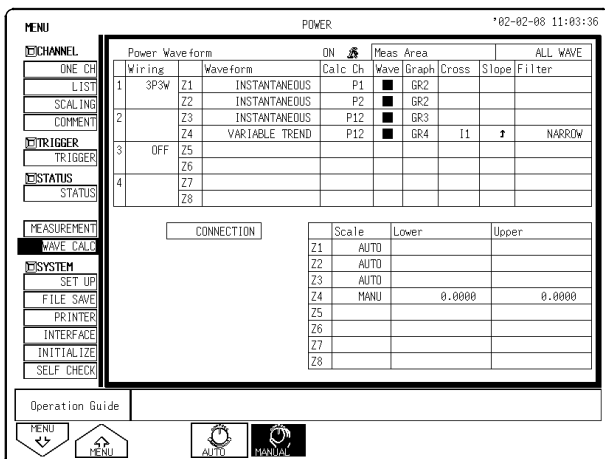 MENU POWER '02-02-08 11:03:36
CHANNEL
ONE CH
LIST
SCALING
COMMENT
TRIGGER
TRIGGER
STATUS
STATUS
MEASUREMENT
WAVE CALC
SYSTEM
SET UP
FILE SAVE
PRINTER
INTERFACE
INITIALIZE
SELF CHECK
Power Waveform ON Meas Area ALL WAVE
Wiring Waveform Calc Ch Wave Graph Cross Slope Filter
1 3P3W Z1 INSTANTANEOUS P1 GR2
Z2 INSTANTANEOUS P2 GR2
2 Z3 INSTANTANEOUS P12 GR3
Z4 VARIABLE TREND P12 GR4 I1 ↑ NARROW
3 OFF Z5
Z6
4 Z7
Z8
CONNECTION
Scale Lower Upper
Z1 AUTO
Z2 AUTO
Z3 AUTO
Z4 MANU 0.0000 0.0000
Z5
Z6
Z7
Z8
Operation Guide
MENU
MENU
AUTO
MANUAL